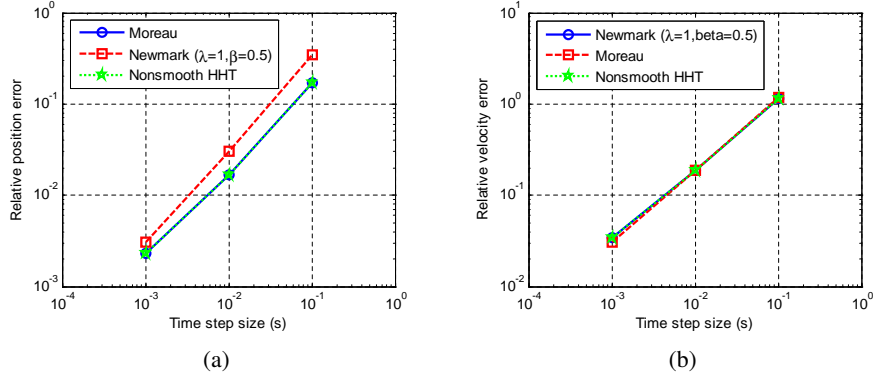 Moreau
Newmark (λ=1,β=0.5)
Nonsmooth HHT
10^0
10^-1
10^-2
10^-3
Relative position error
10^-4
10^-3
10^-2
10^-1
10^0
Time step size (s)
(a)
Newmark (λ=1,beta=0.5)
Moreau
Nonsmooth HHT
10^1
10^0
10^-1
10^-2
Relative velocity error
10^-4
10^-3
10^-2
10^-1
10^0
Time step size (s)
(b)